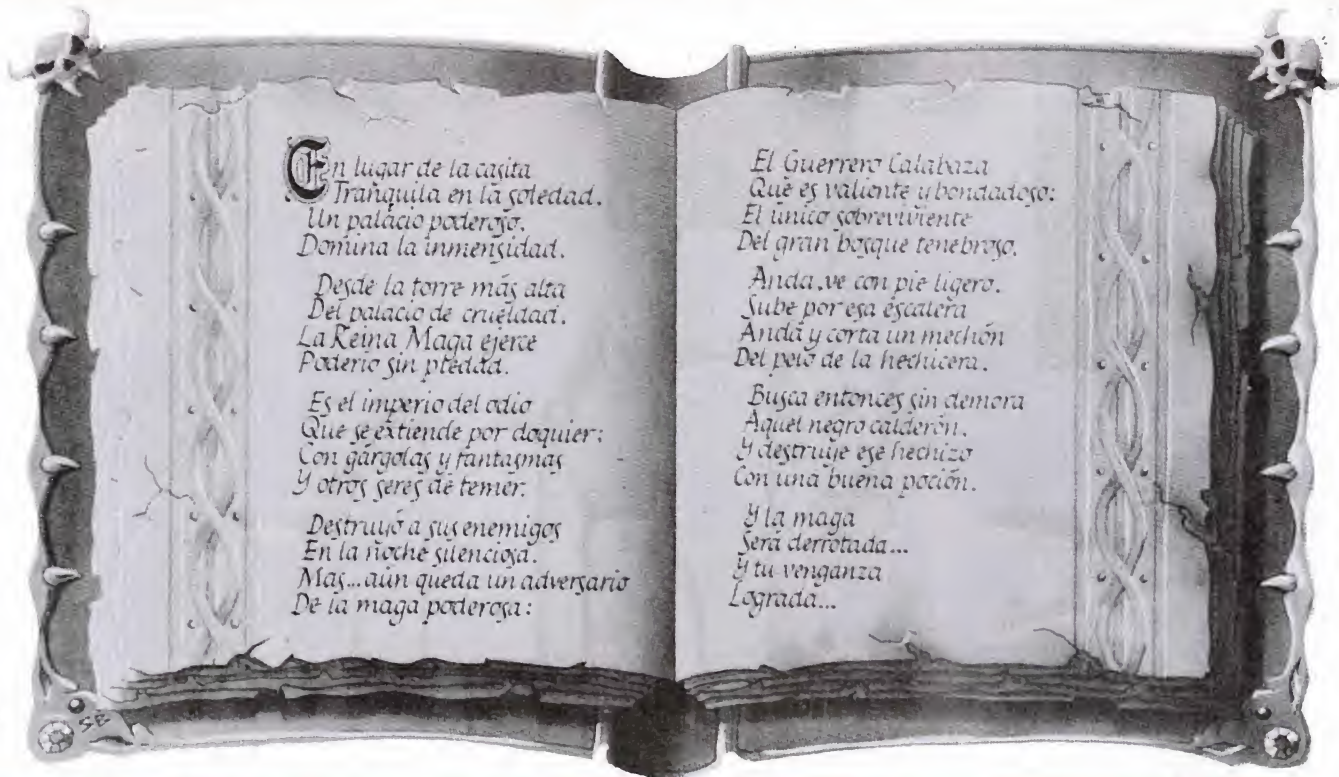 En lugar de la casita
Tranquila en la soledad.
Un palacio poderoso.
Domina la inmensidad.
Desde la torre más alta
Del palacio de crueldad.
La Reina Maga ejerce
Poderío sin piedad.
Es el imperio del odio
Que se extiende por doquier:
Con gárgolas y fantasmas
Y otros seres de temer.
Destruyó a sus enemigos
En la noche silenciosa.
Mas...aún queda un adversario
De la maga poderosa:
El Guerrero Calabaza
Que es valiente y bondadoso:
El único sobreviviente
Del gran bosque tenebroso.
Anda, ve con pie ligero.
Sube por esa escalera
Anda y corta un mechón
Del pelo de la hechicera.
Busca entonces sin demora
Aquel negro calderón.
Y destruye ese hechizo
Con una buena poción.
Y la maga
Será derrotada...
Y tu venganza
Lograda...
SB